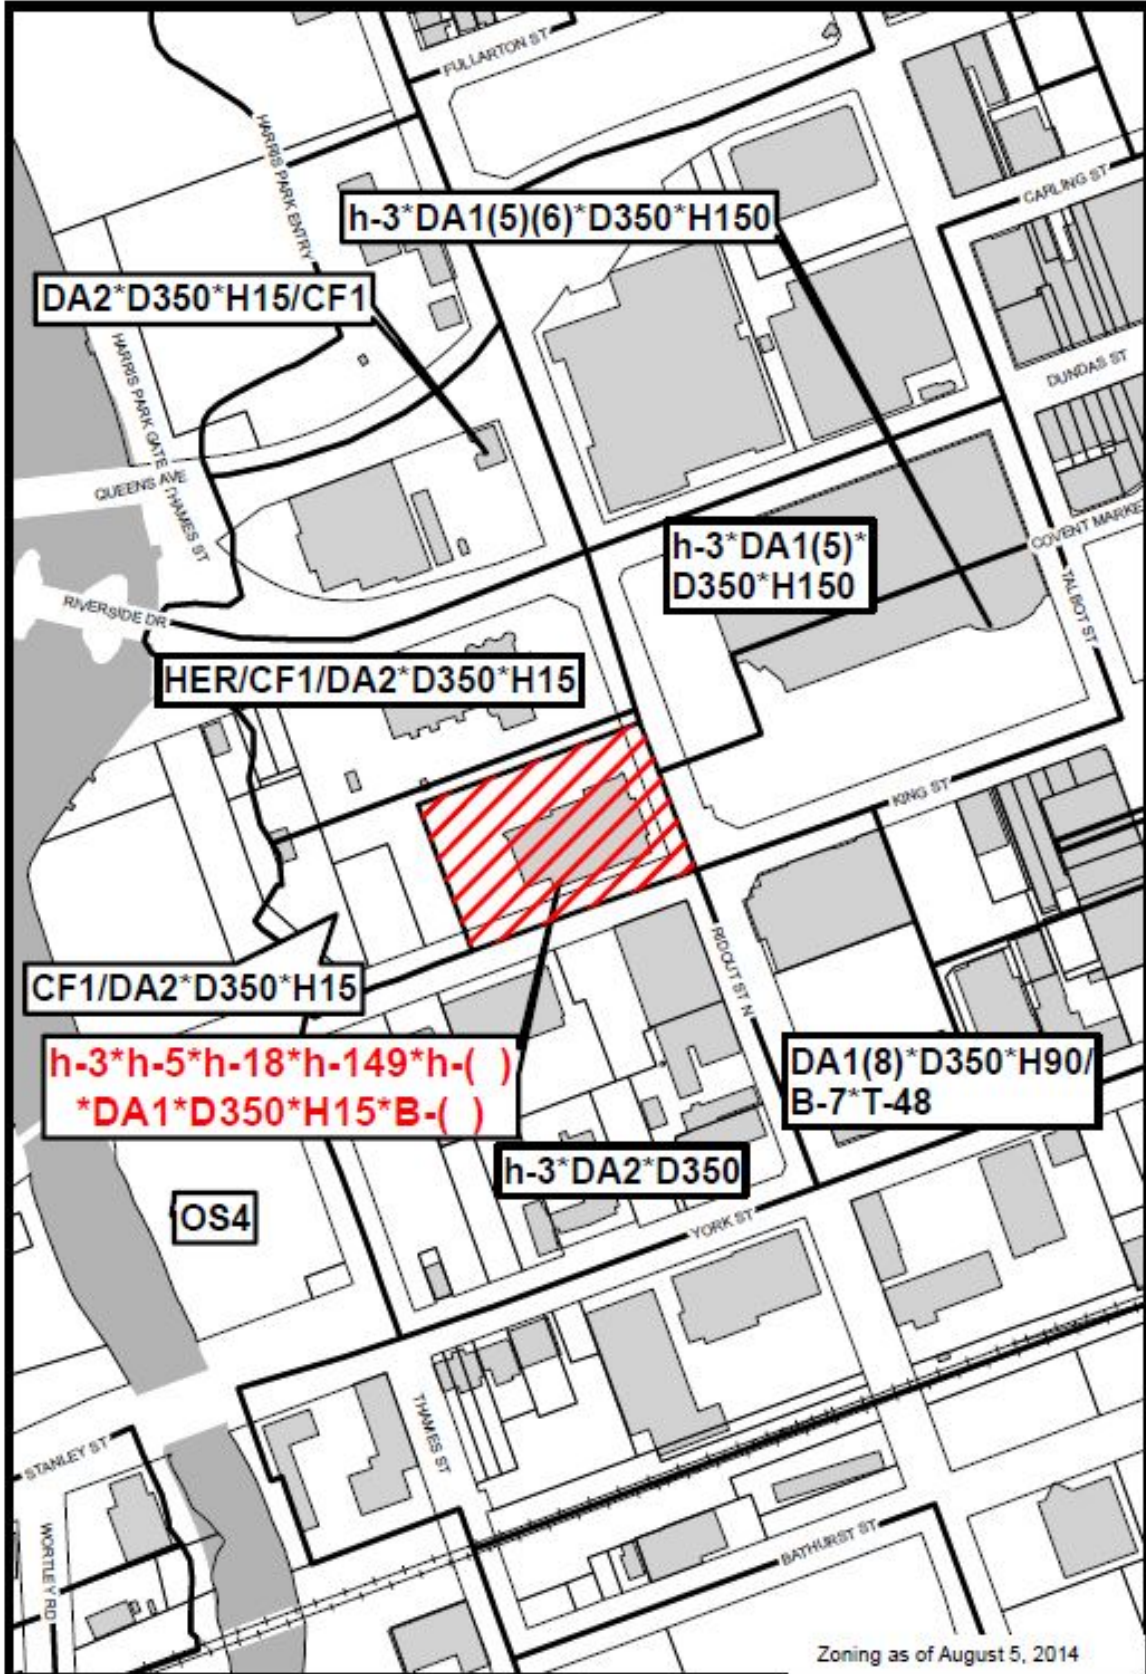 FULLARTON ST
HARRIS PARK ENTRY
CARLING ST
h-3*DA1(5)(6)*D350*H150
DA2*D350*H15/CF1
HARRIS PARK GATE
DUNDAS ST
QUEENS AVE
THAMES ST
h-3*DA1(5)*
D350*H150
COVENT MARKE
TALBOT ST
RIVERSIDE DR
HER/CF1/DA2*D350*H15
KING ST
RIDOUT ST N
CF1/DA2*D350*H15
h-3*h-5*h-18*h-149*h-( )
*DA1*D350*H15*B-( )
DA1(8)*D350*H90/
B-7*T-48
h-3*DA2*D350
OS4
YORK ST
THAMES ST
STANLEY ST
WORTLEY RD
BATHURST ST
Zoning as of August 5, 2014